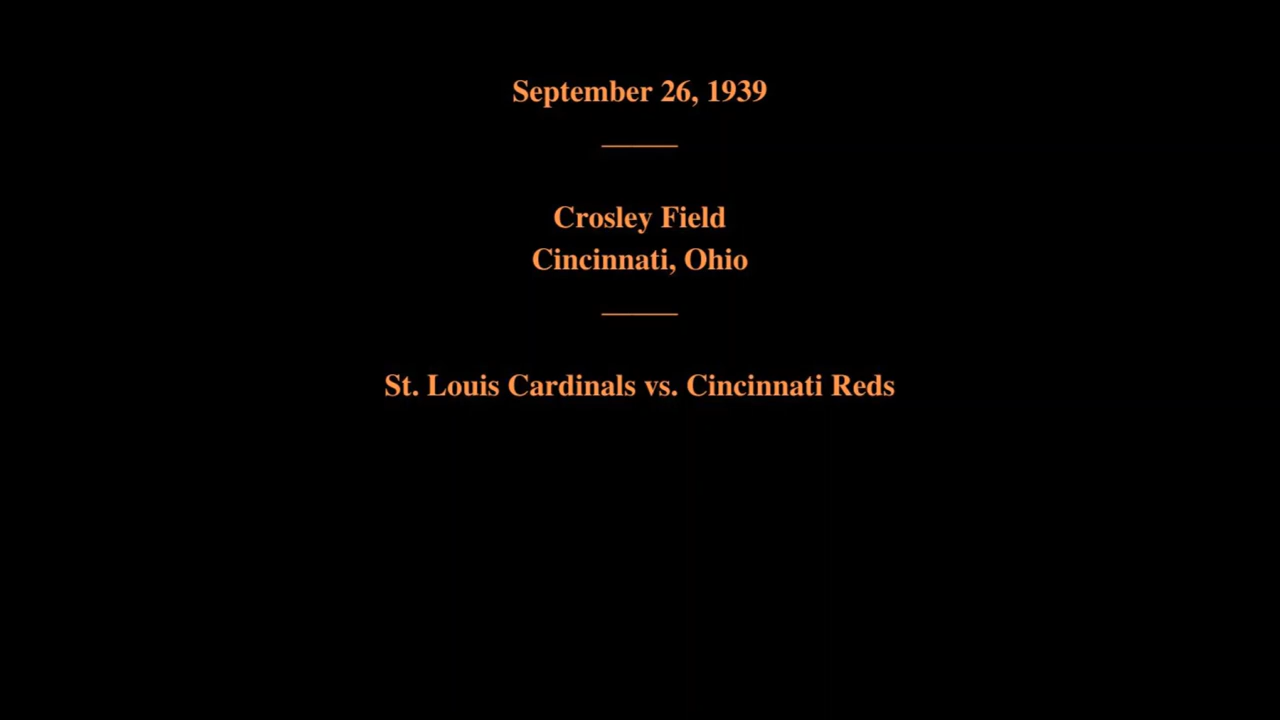 September 26, 1939
Crosley Field
Cincinnati, Ohio
St. Louis Cardinals vs. Cincinnati Reds